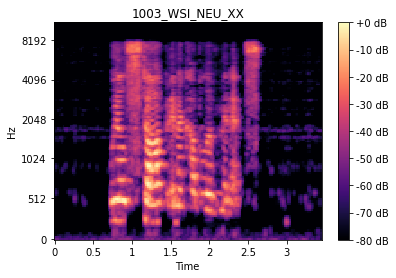 1003_WSI_NEU_XX
8192
4096
2048
1024
512
0
Hz
0 0.5 1 1.5 2 2.5 3
Time
+0 dB
-10 dB
-20 dB
-30 dB
-40 dB
-50 dB
-60 dB
-70 dB
-80 dB